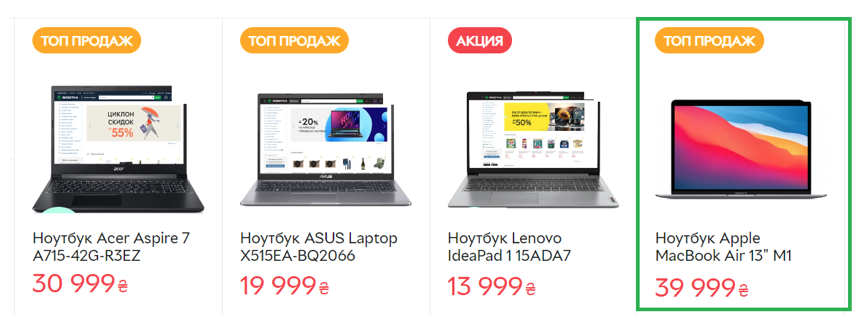 ТОП ПРОДАЖ
ТОП ПРОДАЖ
АКЦИЯ
ТОП ПРОДАЖ
ЦИКЛОН
СКИДОК
55%
-20%
50%
acer
ASUS
Ноутбук Acer Aspire 7
A715-42G-R3EZ
30 999₴
Ноутбук ASUS Laptop
X515EA-BQ2066
19 999₴
Ноутбук Lenovo
IdeaPad 1 15ADA7
13 999₴
Ноутбук Apple
MacBook Air 13" M1
39 999₴